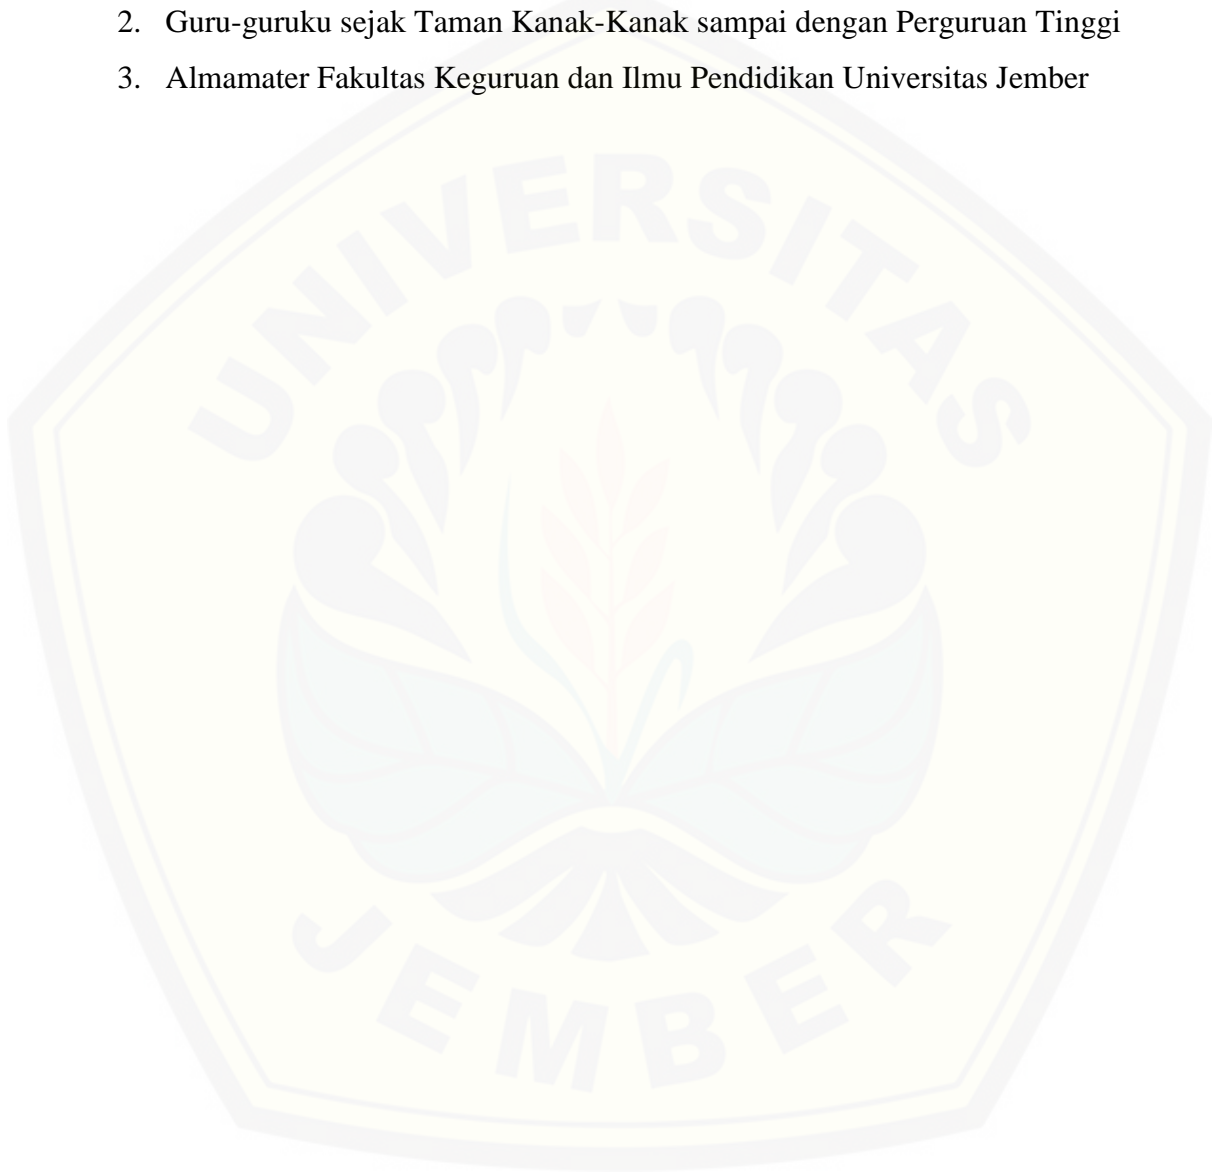 2. Guru-guruku sejak Taman Kanak-Kanak sampai dengan Perguruan Tinggi
3. Almamater Fakultas Keguruan dan Ilmu Pendidikan Universitas Jember
UNIVERSITAS
JEMBER